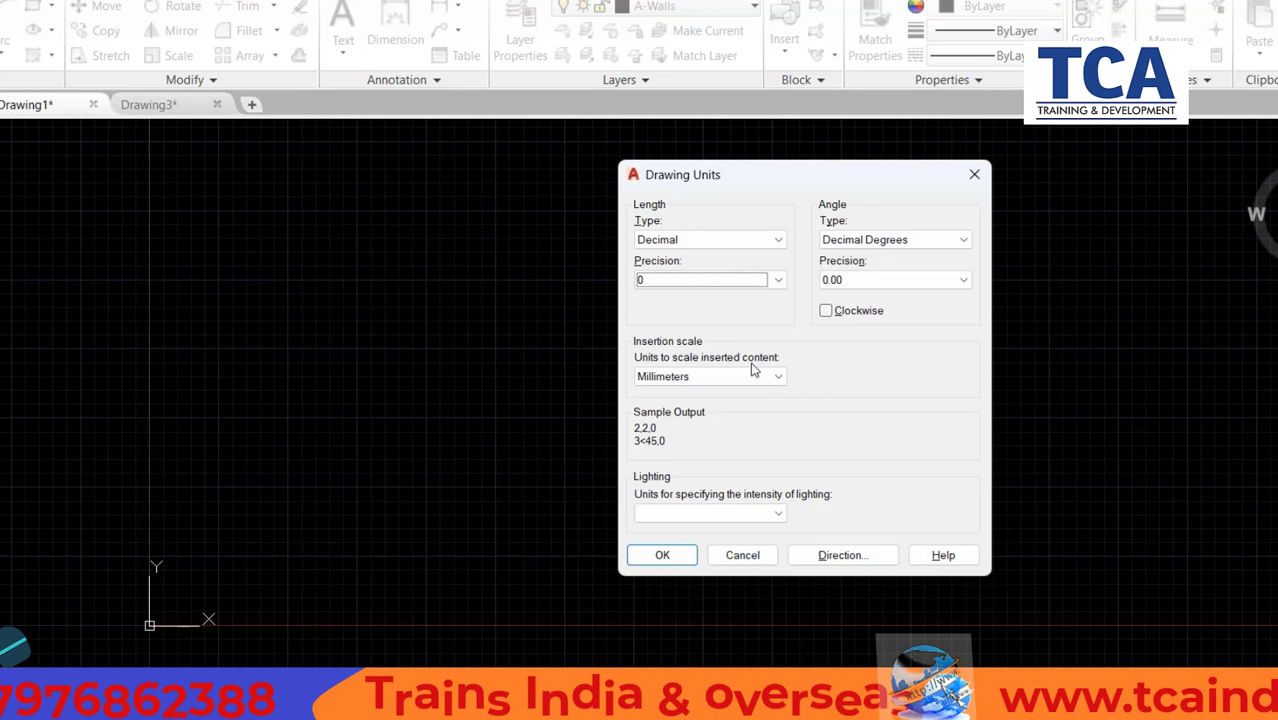 Move
Rotate
Trim
Copy
Mirror
Fillet
Stretch
Scale
Array
Text
Dimension
Table
Layer
Properties
A-Walls
Make Current
Match Layer
Insert
Match
Properties
ByLayer
ByLayer
ByLayer
Group
Measure
Paste
Modify
Annotation
Layers
Block
Properties
Drawing1*
Drawing3*
TCA
TRAINING & DEVELOPMENT
W
Drawing Units
Length
Type:
Decimal
Precision:
0
Angle
Type:
Decimal Degrees
Precision:
0.00
Clockwise
Insertion scale
Units to scale inserted content:
Millimeters
Sample Output
2,2,0
3<45,0
Lighting
Units for specifying the intensity of lighting:
OK
Cancel
Direction...
Help
Y
X
7976862388
Trains India & oversea
www.tcaind